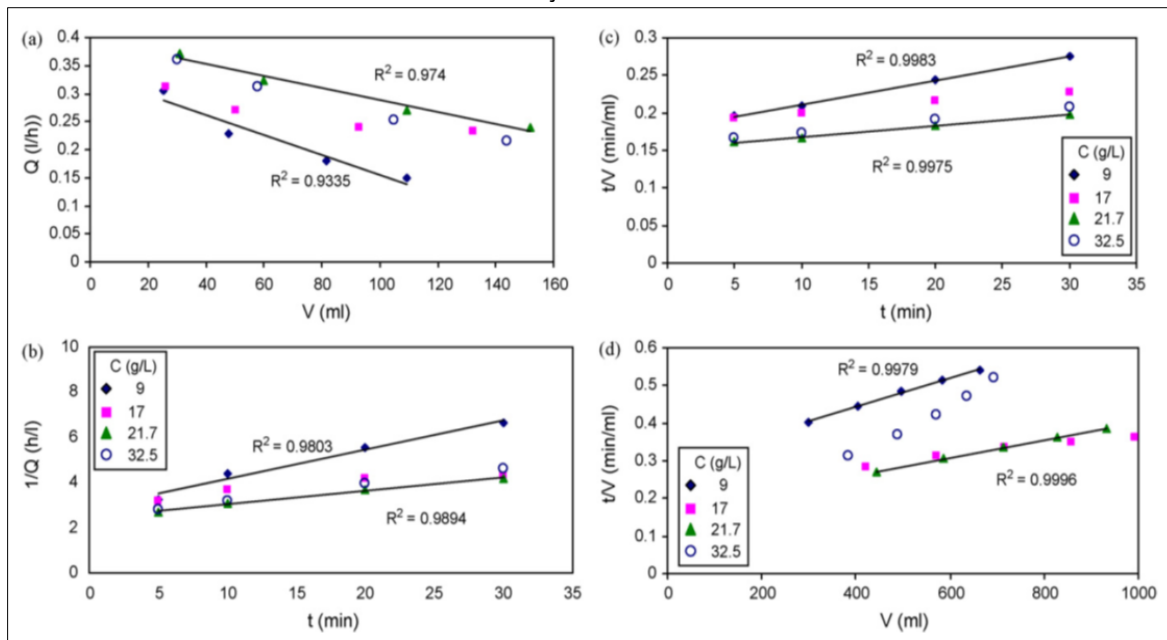 (a)
0.4
0.35
0.3
0.25
0.2
0.15
0.1
0.05
0
Q (l/h))
R² = 0.974
R² = 0.9335
0 20 40 60 80 100 120 140 160
V (ml)
(c)
0.3
0.25
0.2
0.15
0.1
0.05
0
t/V (min/ml)
R² = 0.9983
R² = 0.9975
C (g/L)
9
17
21.7
32.5
0 5 10 15 20 25 30 35
t (min)
(b)
10
8
6
4
2
0
1/Q (h/l)
C (g/L)
9
17
21.7
32.5
R² = 0.9803
R² = 0.9894
0 5 10 15 20 25 30 35
t (min)
(d)
0.6
0.5
0.4
0.3
0.2
0.1
0
t/V (min/ml)
R² = 0.9979
R² = 0.9996
C (g/L)
9
17
21.7
32.5
0 200 400 600 800 1000
V (ml)